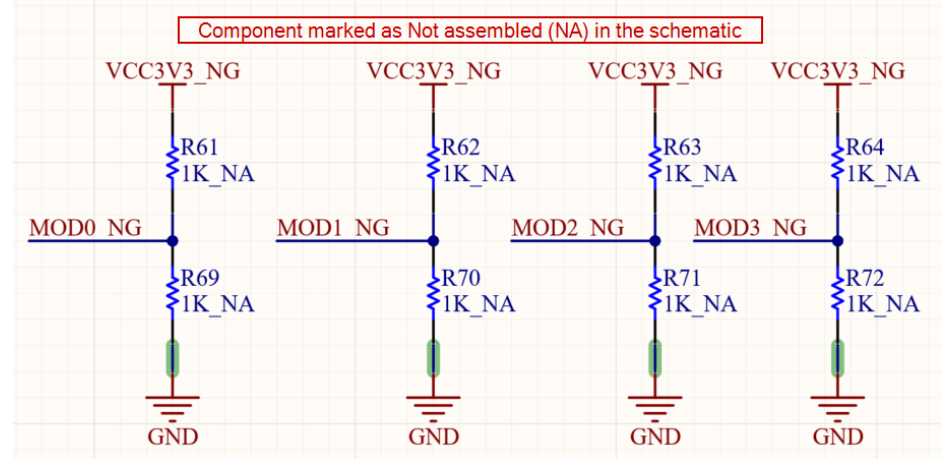 Component marked as Not assembled (NA) in the schematic
VCC3V3_NG VCC3V3_NG VCC3V3_NG VCC3V3_NG
R61 R62 R63 R64
1K_NA 1K_NA 1K_NA 1K_NA
MOD0_NG MOD1_NG MOD2_NG MOD3_NG
R69 R70 R71 R72
1K_NA 1K_NA 1K_NA 1K_NA
GND GND GND GND